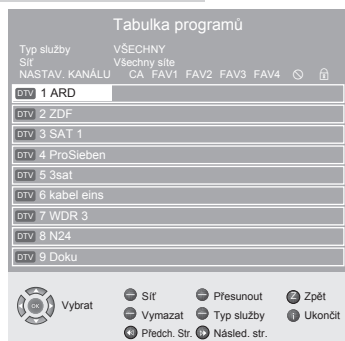 Tabulka programů
Typ služby VŠECHNY
Síť Všechny síte
NASTAV. KANÁLU CA FAV1 FAV2 FAV3 FAV4
DTV 1 ARD
DTV 2 ZDF
DTV 3 SAT 1
DTV 4 ProSieben
DTV 5 3sat
DTV 6 kabel eins
DTV 7 WDR 3
DTV 8 N24
DTV 9 Doku
OK Vybrat
Síť Přesunout Zpět
Vymazat Typ služby i Ukončit
Předch. Str. Násled. str.